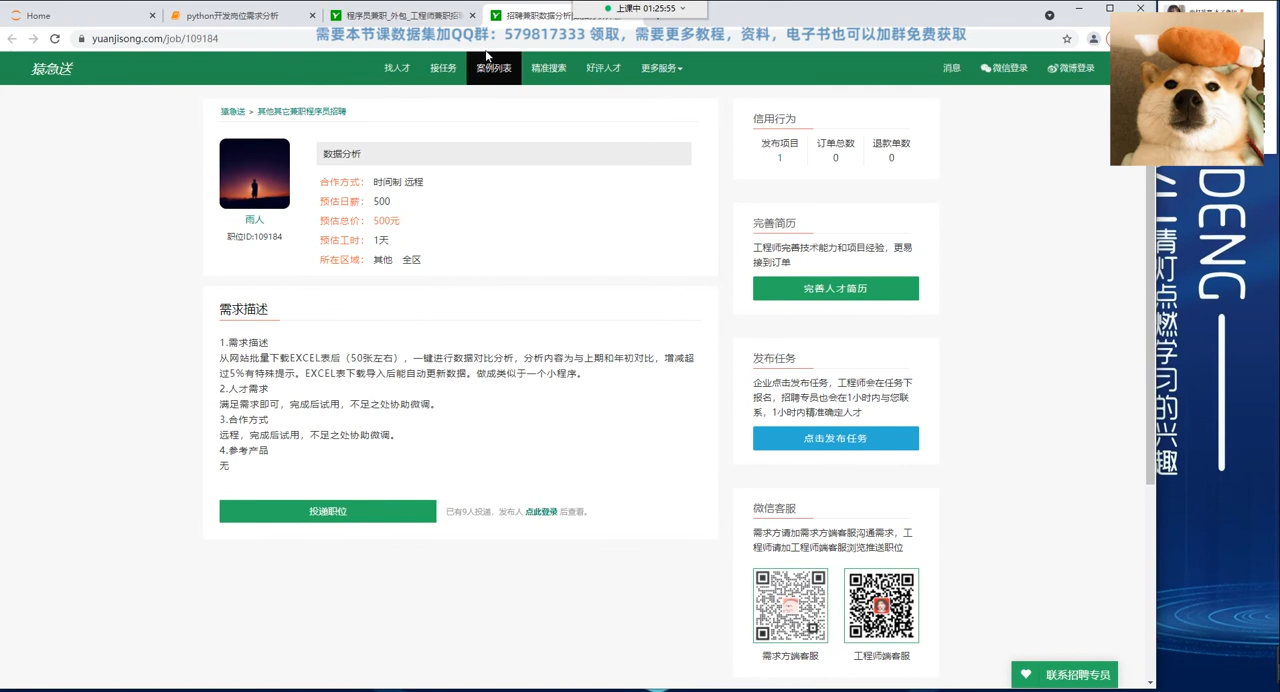 上课中 01:25:55
Home
python开发岗位需求分析
程序员兼职_外包_工程师兼职招聘
招聘兼职数据分析
yuanjisong.com/job/109184
需要本节课数据集加QQ群：579817333 领取，需要更多教程，资料，电子书也可以加群免费获取
猿急送
找人才
接任务
案例列表
精准搜索
好评人才
更多服务
消息
微信登录
微博登录
猿急送 > 其他其它兼职程序员招聘
雨人
职位ID:109184
数据分析
合作方式： 时间制 远程
预估日薪： 500
预估总价： 500元
预估工时： 1天
所在区域： 其他 全区
需求描述
1.需求描述
从网站批量下载EXCEL表后（50张左右），一键进行数据对比分析，分析内容为与上期和年初对比，增减超
过5%有特殊提示。EXCEL表下载导入后能自动更新数据。做成类似于一个小程序。
2.人才需求
满足需求即可，完成后试用，不足之处协助微调。
3.合作方式
远程，完成后试用，不足之处协助微调。
4.参考产品
无
投递职位
已有9人投递，发布人 点此登录 后查看。
信用行为
发布项目 订单总数 退款单数
1 0 0
完善简历
工程师完善技术能力和项目经验，更易
接到订单
完善人才简历
发布任务
企业点击发布任务，工程师会在任务下
报名，招聘专员也会在1小时内与您联
系，1小时内精准确定人才
点击发布任务
微信客服
需求方请加需求方端客服沟通需求，工
程师请加工程师端客服浏览推送职位
需求方端客服
工程师端客服
联系招聘专员
DENG
青灯点燃学习的兴趣